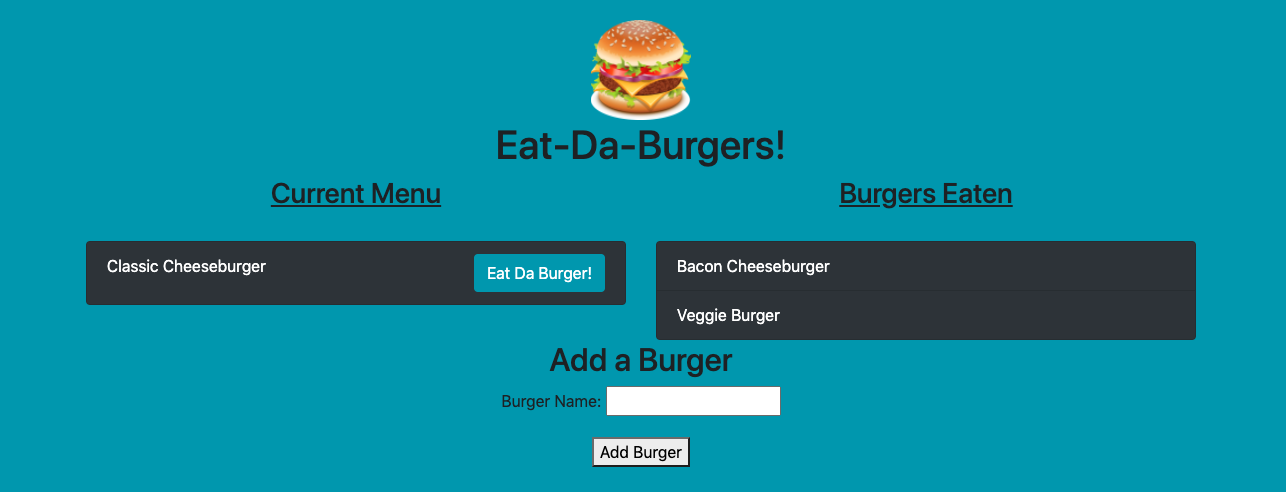 Eat-Da-Burgers!
Current Menu
Classic Cheeseburger
Eat Da Burger!
Burgers Eaten
Bacon Cheeseburger
Veggie Burger
Add a Burger
Burger Name:
Add Burger